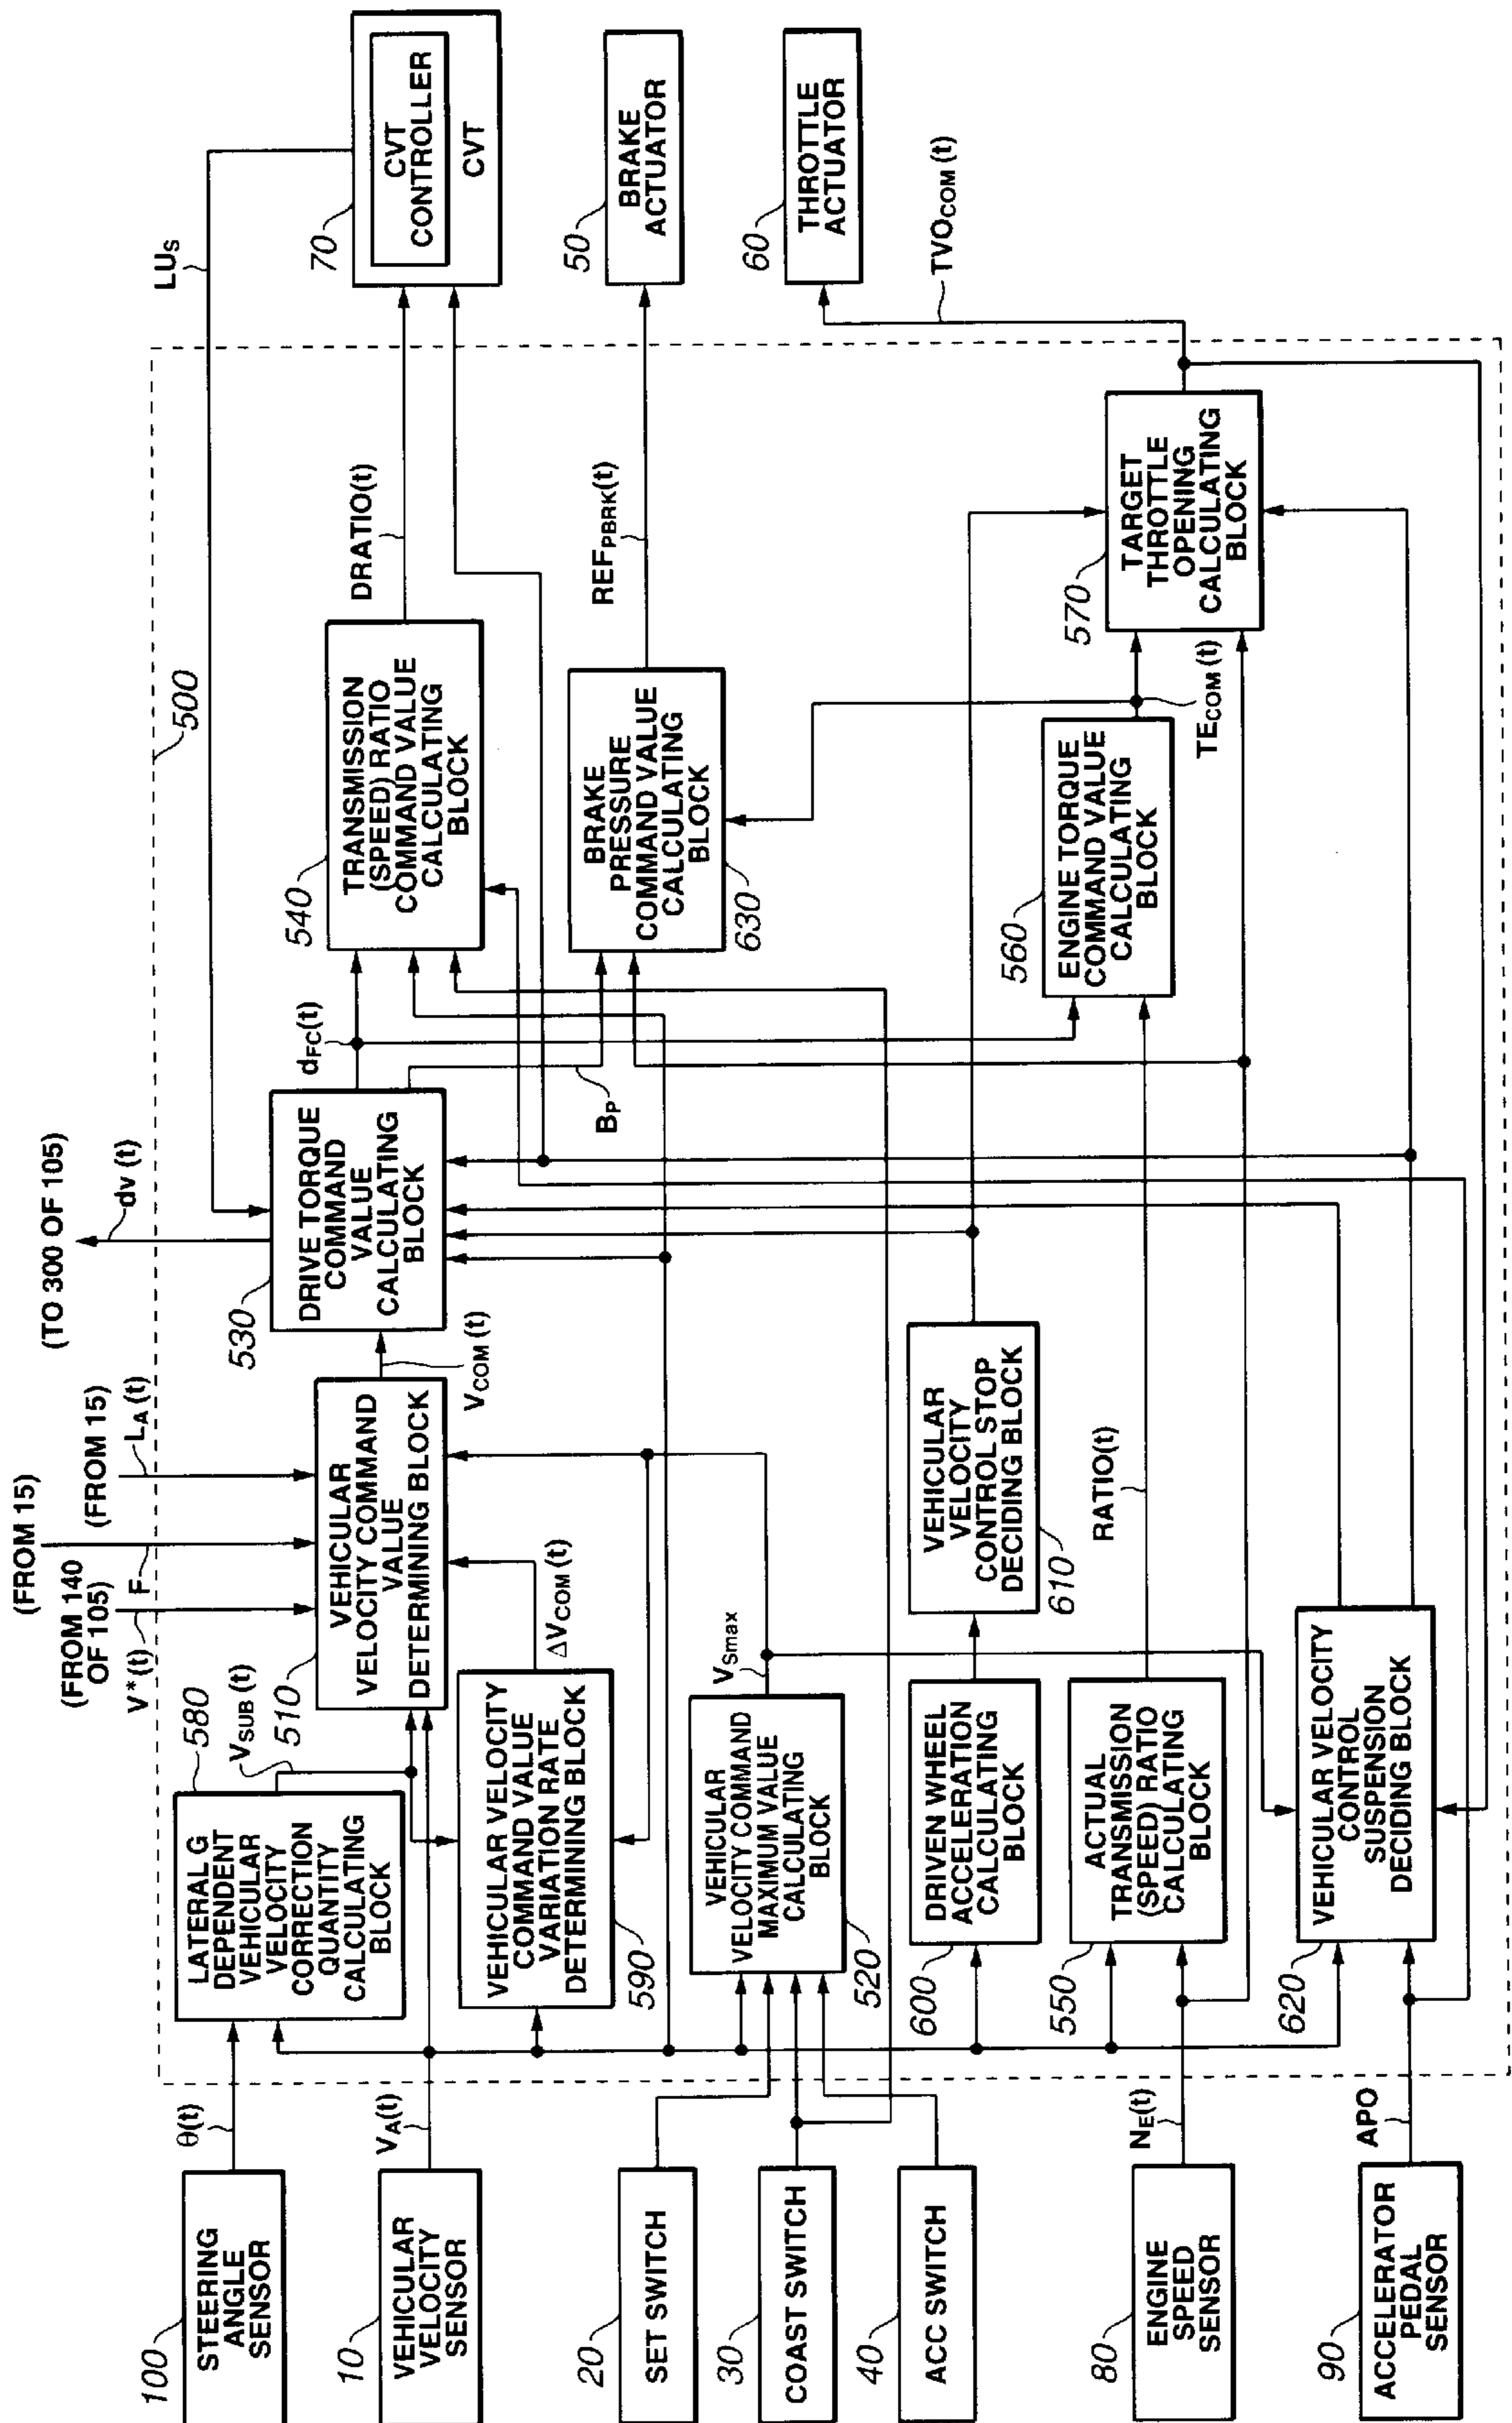 100
STEERING
ANGLE
SENSOR
θ(t)
10
VEHICULAR
VELOCITY
SENSOR
VA(t)
20
SET SWITCH
30
COAST SWITCH
40
ACC SWITCH
80
ENGINE
SPEED
SENSOR
NE(t)
90
ACCELERATOR
PEDAL
SENSOR
APO
LATERAL G
DEPENDENT
VEHICULAR
VELOCITY
CORRECTION
QUANTITY
CALCULATING
BLOCK
580
VSUB(t)
VEHICULAR VELOCITY
COMMAND VALUE
VARIATION RATE
DETERMINING BLOCK
590
ΔVCOM(t)
VEHICULAR
VELOCITY COMMAND
MAXIMUM VALUE
CALCULATING
BLOCK
520
VSmax
600
DRIVEN WHEEL
ACCELERATION
CALCULATING
BLOCK
550
ACTUAL
TRANSMISSION
(SPEED) RATIO
CALCULATING
BLOCK
RATIO(t)
620
VEHICULAR VELOCITY
CONTROL
SUSPENSION
DECIDING BLOCK
(FROM 140
OF 105)
V*(t)
(FROM 15)
F
(FROM 15)
LA(t)
510
VEHICULAR
VELOCITY COMMAND
VALUE
DETERMINING BLOCK
VCOM(t)
VEHICULAR
VELOCITY
CONTROL STOP
DECIDING BLOCK
610
(TO 300 OF 105)
dv(t)
530
DRIVE TORQUE
COMMAND
VALUE
CALCULATING
BLOCK
dFC(t)
BP
500
540
TRANSMISSION
(SPEED) RATIO
COMMAND VALUE
CALCULATING
BLOCK
DRATIO(t)
BRAKE
PRESSURE
COMMAND VALUE
CALCULATING
BLOCK
630
REFPBRK(t)
560
ENGINE TORQUE
COMMAND VALUE
CALCULATING
BLOCK
TECOM(t)
570
TARGET
THROTTLE
OPENING
CALCULATING
BLOCK
LUS
70
CVT
CONTROLLER
CVT
50
BRAKE
ACTUATOR
60
THROTTLE
ACTUATOR
TVOCOM(t)